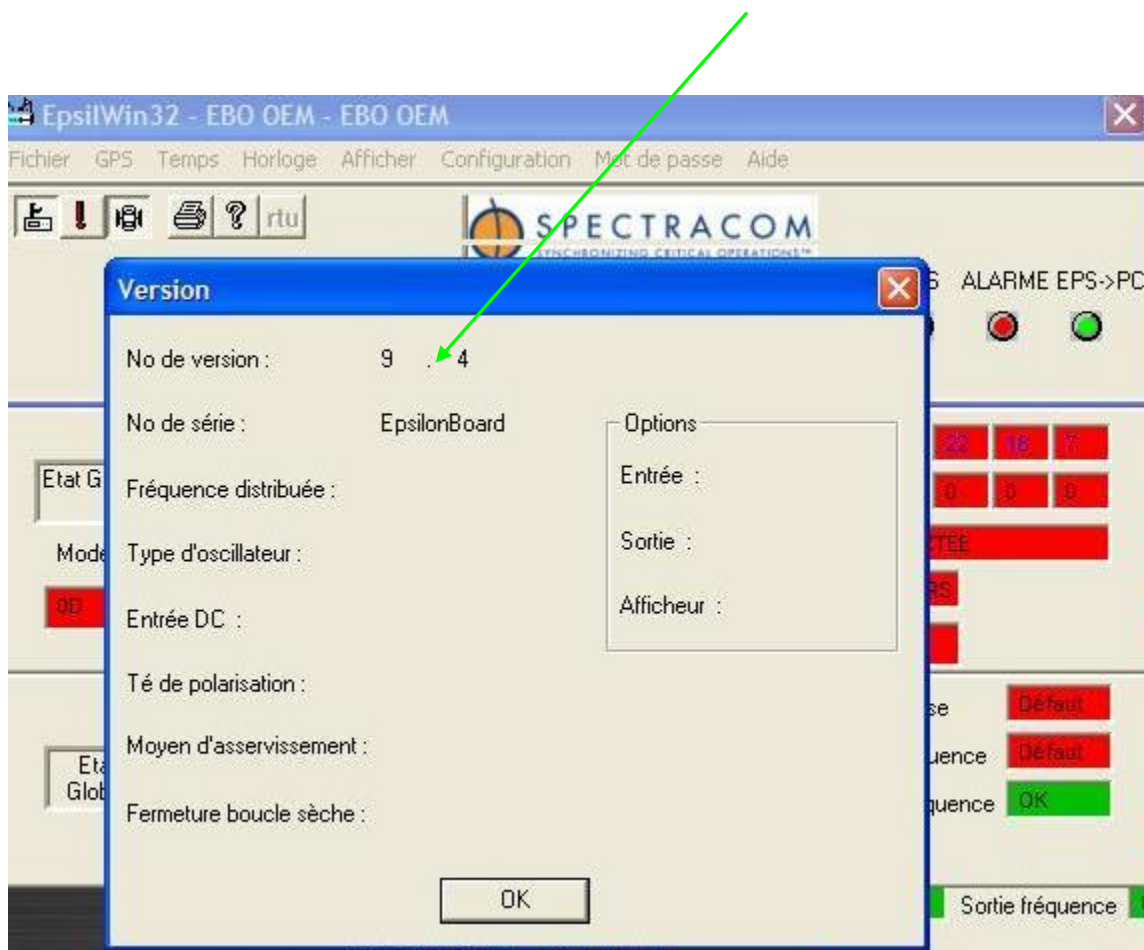 EpsilWin32 - EBO OEM - EBO OEM
Fichier GPS Temps Horloge Afficher Configuration Mot de passe Aide
rtu
SPECTRACOM
SYNCHRONIZING CRITICAL OPERATIONS™
Version
S ALARME EPS->PC
No de version : 9 . 4
No de série : EpsilonBoard
Options
22 18 7
Etat G
Entrée :
Fréquence distribuée :
0 0 0
Sortie :
CTEE
Mode
Type d'oscillateur :
RS
0D
Afficheur :
Entrée DC :
Té de polarisation :
se Défaut
Moyen d'asservissement :
uence Défaut
Eta
Glob
quence OK
Fermeture boucle sèche :
OK
Sortie fréquence